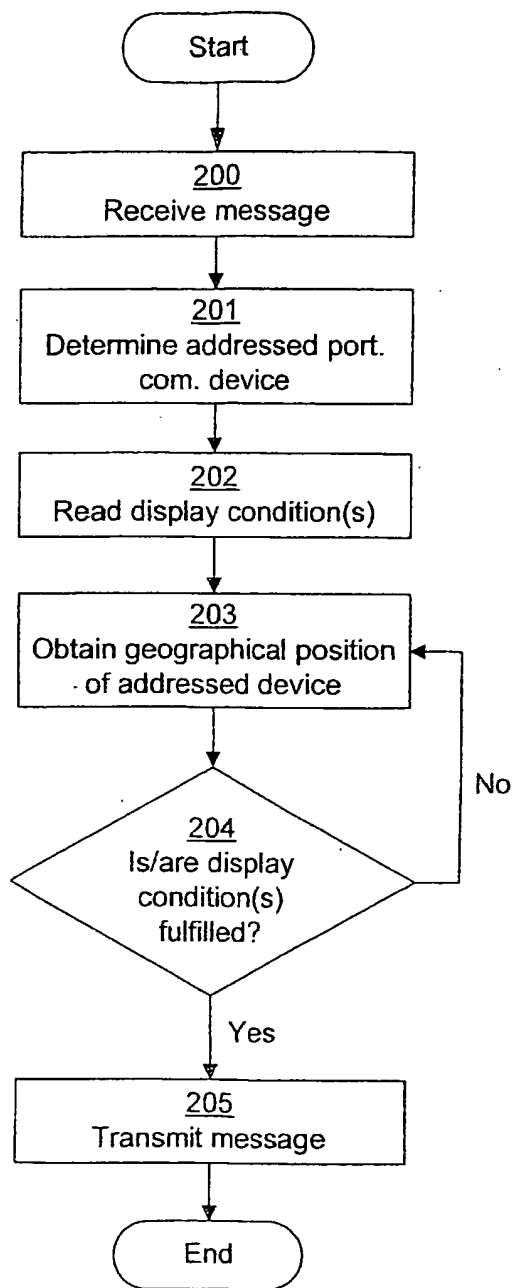 Start
200
Receive message
201
Determine addressed port.
com. device
202
Read display condition(s)
203
Obtain geographical position
of addressed device
No
204
Is/are display
condition(s)
fulfilled?
Yes
205
Transmit message
End